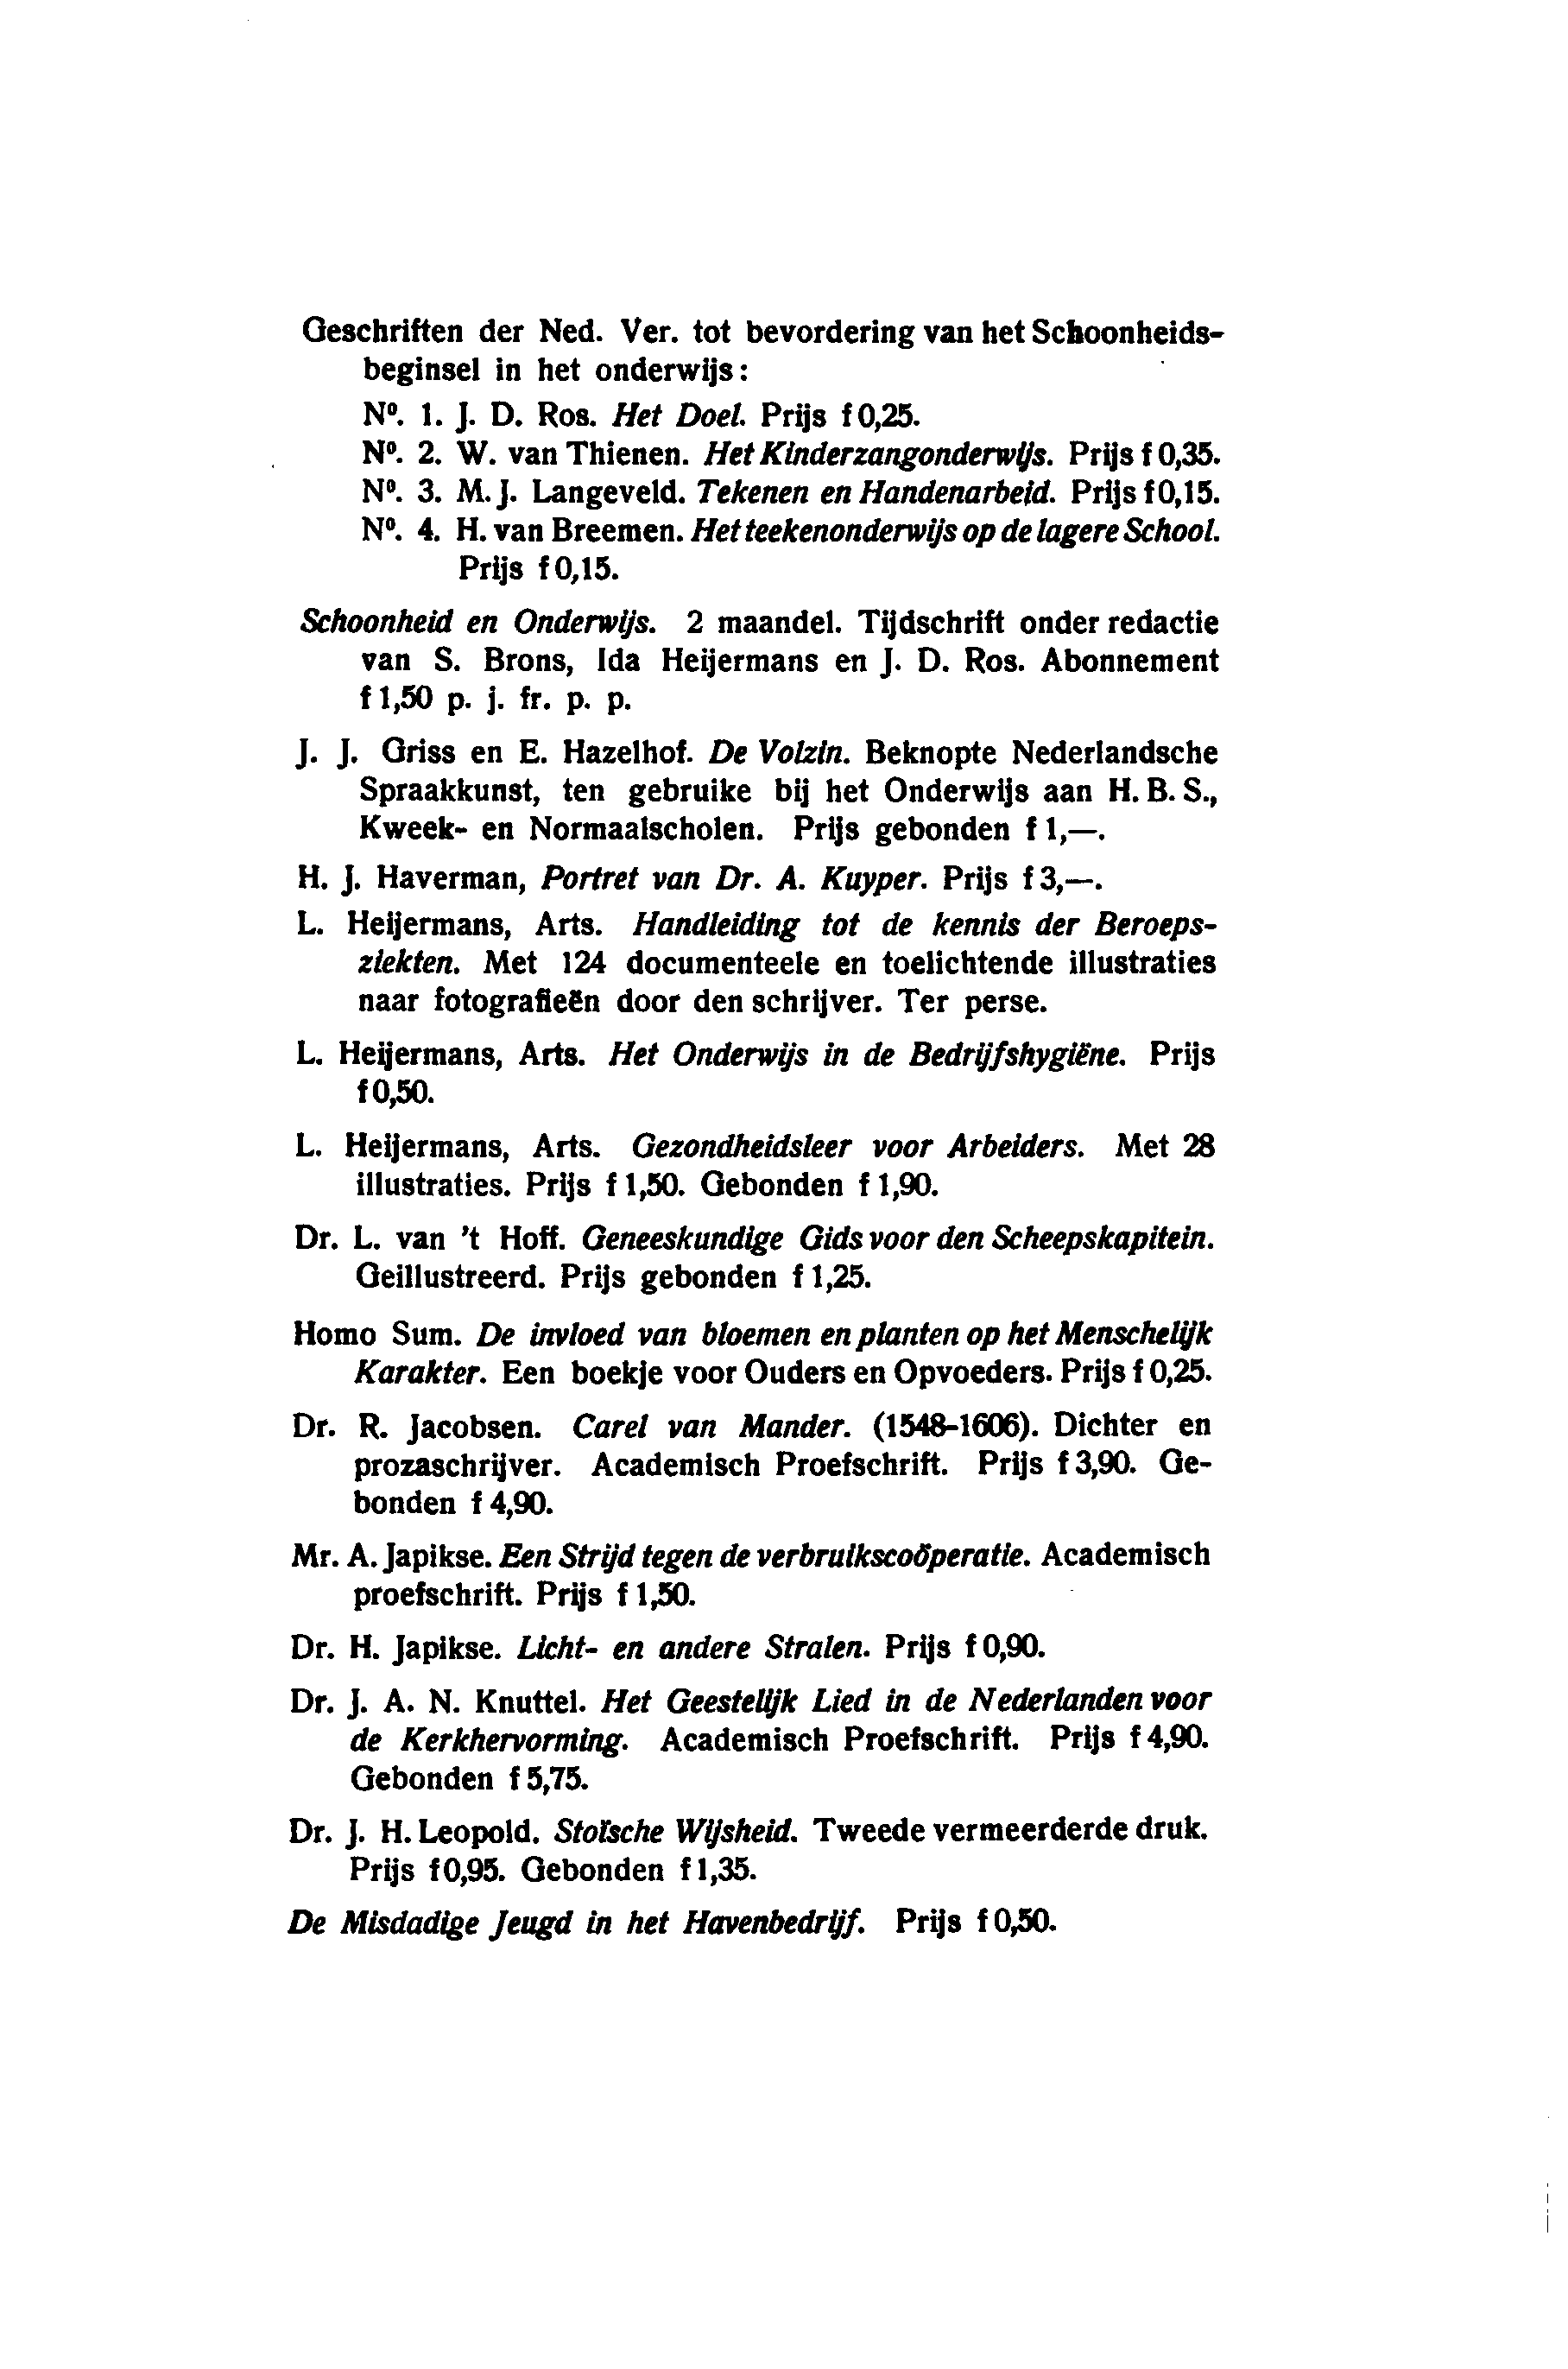 Geschriften der Ned. Ver. tot bevordering van het Schoonheids-
beginsel in het onderwijs:
Nº. 1. J. D. Ros. Het Doel. Prijs f 0,25.
Nº. 2. W. van Thienen. Het Kinderzangonderwijs. Prijs f 0,35.
Nº. 3. M. J. Langeveld. Tekenen en Handenarbeid. Prijs f 0,15.
Nº. 4. H. van Breemen. Het teekenonderwijs op de lagere School.
Prijs f 0,15.
Schoonheid en Onderwijs. 2 maandel. Tijdschrift onder redactie
van S. Brons, Ida Heijermans en J. D. Ros. Abonnement
f 1,50 p. j. fr. p. p.
J. J. Griss en E. Hazelhof. De Volzin. Beknopte Nederlandsche
Spraakkunst, ten gebruike bij het Onderwijs aan H. B. S.,
Kweek- en Normaalscholen. Prijs gebonden f 1,—.
H. J. Haverman, Portret van Dr. A. Kuyper. Prijs f 3,—.
L. Heijermans, Arts. Handleiding tot de kennis der Beroeps-
ziekten. Met 124 documenteele en toelichtende illustraties
naar fotografieën door den schrijver. Ter perse.
L. Heijermans, Arts. Het Onderwijs in de Bedrijfshygiëne. Prijs
f 0,50.
L. Heijermans, Arts. Gezondheidsleer voor Arbeiders. Met 28
illustraties. Prijs f 1,50. Gebonden f 1,90.
Dr. L. van 't Hoff. Geneeskundige Gids voor den Scheepskapitein.
Geillustreerd. Prijs gebonden f 1,25.
Homo Sum. De invloed van bloemen en planten op het Menschelijk
Karakter. Een boekje voor Ouders en Opvoeders. Prijs f 0,25.
Dr. R. Jacobsen. Carel van Mander. (1548-1606). Dichter en
prozaschrijver. Academisch Proefschrift. Prijs f 3,90. Ge-
bonden f 4,90.
Mr. A. Japikse. Een Strijd tegen de verbruikscoöperatie. Academisch
proefschrift. Prijs f 1,50.
Dr. H. Japikse. Licht- en andere Stralen. Prijs f 0,90.
Dr. J. A. N. Knuttel. Het Geestelijk Lied in de Nederlanden voor
de Kerkhervorming. Academisch Proefschrift. Prijs f 4,90.
Gebonden f 5,75.
Dr. J. H. Leopold. Stoïsche Wijsheid. Tweede vermeerderde druk.
Prijs f 0,95. Gebonden f 1,35.
De Misdadige Jeugd in het Havenbedrijf. Prijs f 0,50.